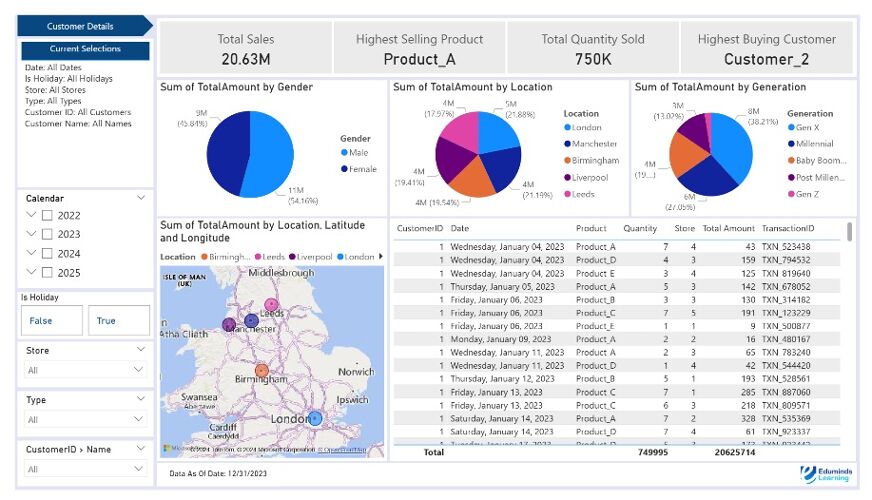 Customer Details
Current Selections
Date: All Dates
Is Holiday: All Holidays
Store: All Stores
Type: All Types
Customer ID: All Customers
Customer Name: All Names
Calendar
2022
2023
2024
2025
Is Holiday
False
True
Store
All
Type
All
CustomerID > Name
All
Total Sales
20.63M
Highest Selling Product
Product_A
Total Quantity Sold
750K
Highest Buying Customer
Customer_2
Sum of TotalAmount by Gender
9M
(45.84%)
11M
(54.16%)
Gender
Male
Female
Sum of TotalAmount by Location
4M
(17.97%)
5M
(21.88%)
4M
(19.41%)
4M (19.54%)
4M
(21.19%)
Location
London
Manchester
Birmingham
Liverpool
Leeds
Sum of TotalAmount by Generation
3M
(13.02%)
8M
(38.21%)
4M
(19...)
6M
(27.05%)
Generation
Gen X
Millennial
Baby Boom...
Post Millen...
Gen Z
Sum of TotalAmount by Location, Latitude
and Longitude
Location Birmingh... Leeds Liverpool London
ISLE OF MAN
(UK)
Middlesbrough
Leeds
Manchester
Atha Cliath
Birmingham
Norwich
Ipswich
Swansea
Abertawe
Cardiff
Caerdydd
London
© 2024 TomTom, © 2024 Microsoft Corporation, © OpenStreetMap
CustomerID Date Product Quantity Store Total Amount TransactionID
1 Wednesday, January 04, 2023 Product_A 7 4 43 TXN_523438
1 Wednesday, January 04, 2023 Product_D 4 3 159 TXN_794532
1 Wednesday, January 04, 2023 Product_E 3 4 125 TXN_819640
1 Thursday, January 05, 2023 Product_A 5 3 142 TXN_678052
1 Friday, January 06, 2023 Product_B 3 3 130 TXN_314182
1 Friday, January 06, 2023 Product_C 7 5 191 TXN_123229
1 Friday, January 06, 2023 Product_E 1 1 9 TXN_500877
1 Monday, January 09, 2023 Product_A 2 2 16 TXN_480167
1 Wednesday, January 11, 2023 Product_A 2 3 65 TXN_783240
1 Wednesday, January 11, 2023 Product_D 1 4 42 TXN_544420
1 Thursday, January 12, 2023 Product_B 5 1 193 TXN_528561
1 Friday, January 13, 2023 Product_C 7 1 285 TXN_887060
1 Friday, January 13, 2023 Product_C 6 3 218 TXN_809571
1 Saturday, January 14, 2023 Product_A 7 2 328 TXN_535369
1 Saturday, January 14, 2023 Product_D 7 4 61 TXN_923337
Total 749995 20625714
Data As Of Date: 12/31/2023
Eduminds
Learning